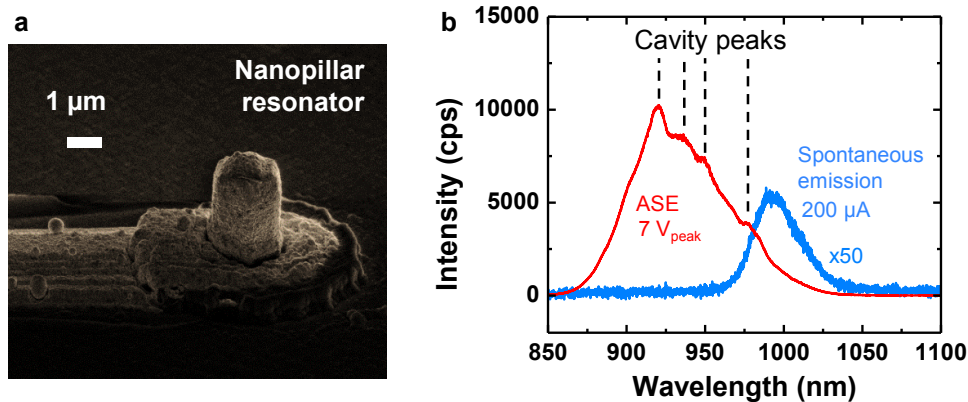 a
Nanopillar
resonator
1 µm
b
15000
10000
5000
0
Intensity (cps)
Cavity peaks
ASE
7 Vpeak
Spontaneous
emission
200 µA
x50
850 900 950 1000 1050 1100
Wavelength (nm)